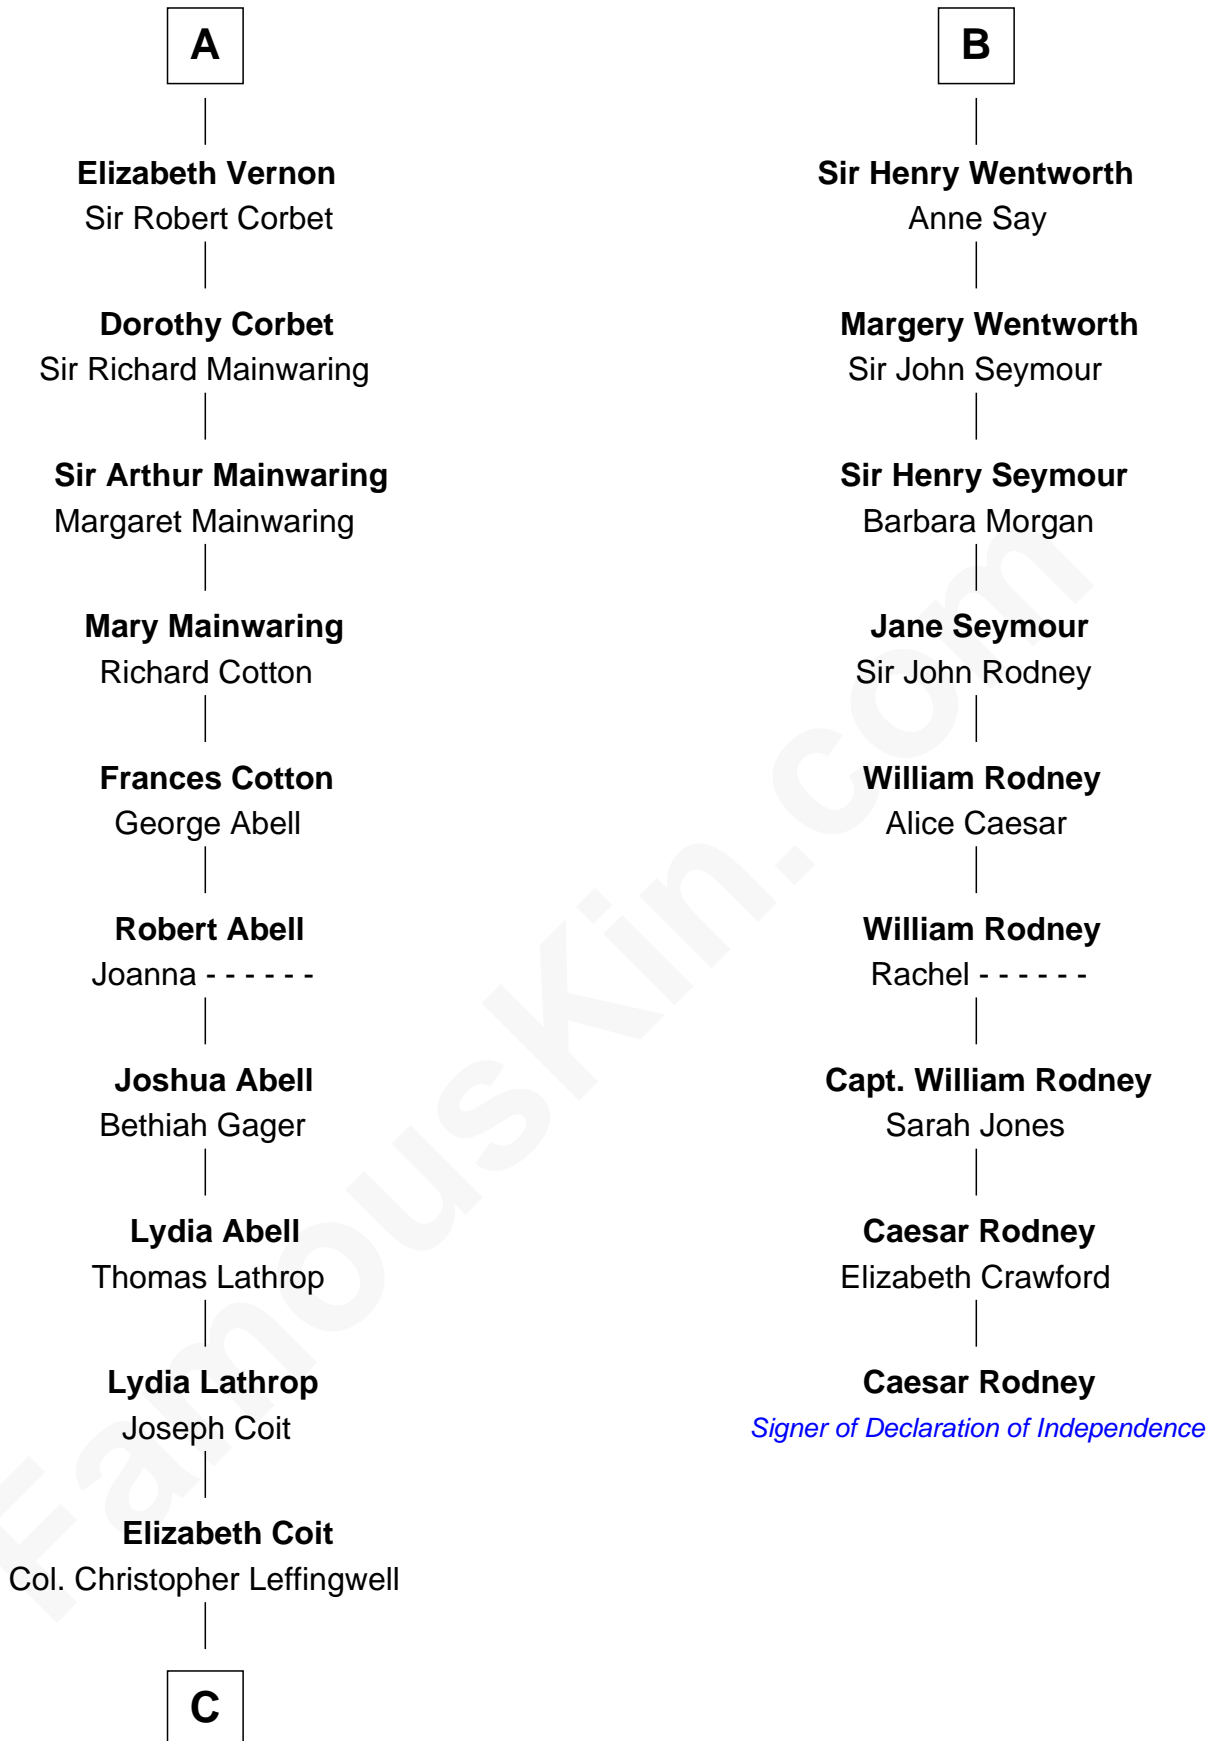 A
Elizabeth Vernon
Sir Robert Corbet
Dorothy Corbet
Sir Richard Mainwaring
Sir Arthur Mainwaring
Margaret Mainwaring
Mary Mainwaring
Richard Cotton
Frances Cotton
George Abell
Robert Abell
Joanna - - - - - -
Joshua Abell
Bethiah Gager
Lydia Abell
Thomas Lathrop
Lydia Lathrop
Joseph Coit
Elizabeth Coit
Col. Christopher Leffingwell
C
B
Sir Henry Wentworth
Anne Say
Margery Wentworth
Sir John Seymour
Sir Henry Seymour
Barbara Morgan
Jane Seymour
Sir John Rodney
William Rodney
Alice Caesar
William Rodney
Rachel - - - - - -
Capt. William Rodney
Sarah Jones
Caesar Rodney
Elizabeth Crawford
Caesar Rodney
Signer of Declaration of Independence
FamousKin.com